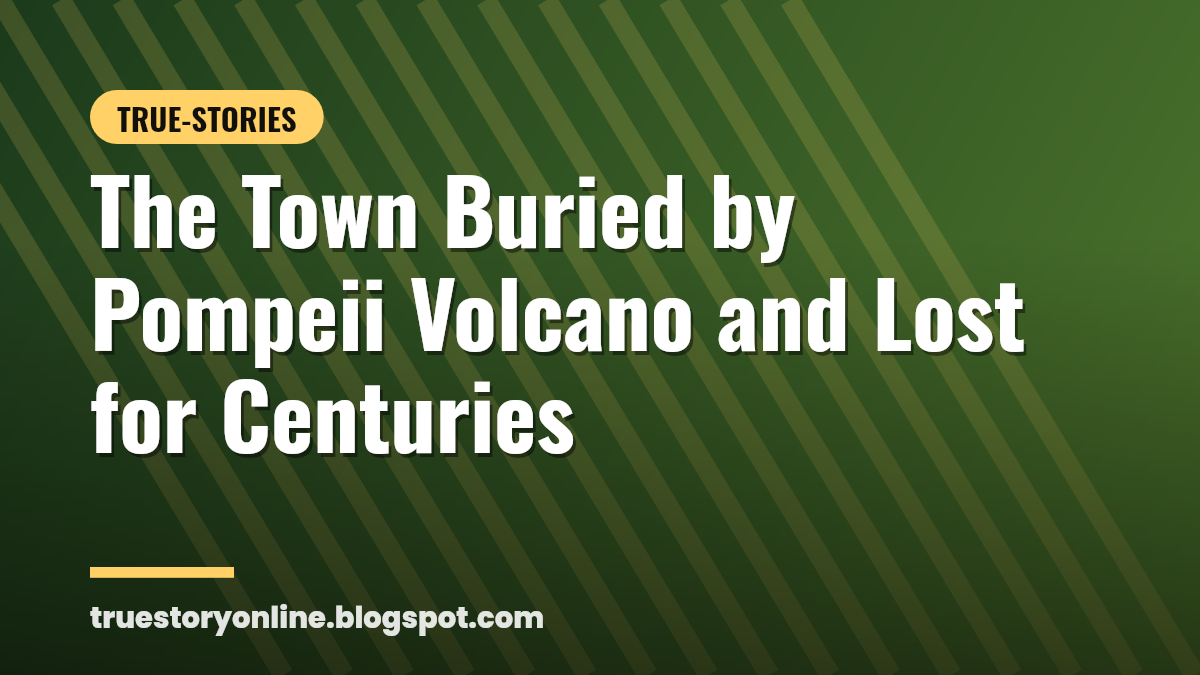 TRUE-STORIES
The Town Buried by
Pompeii Volcano and Lost
for Centuries
truestoryonline.blogspot.com